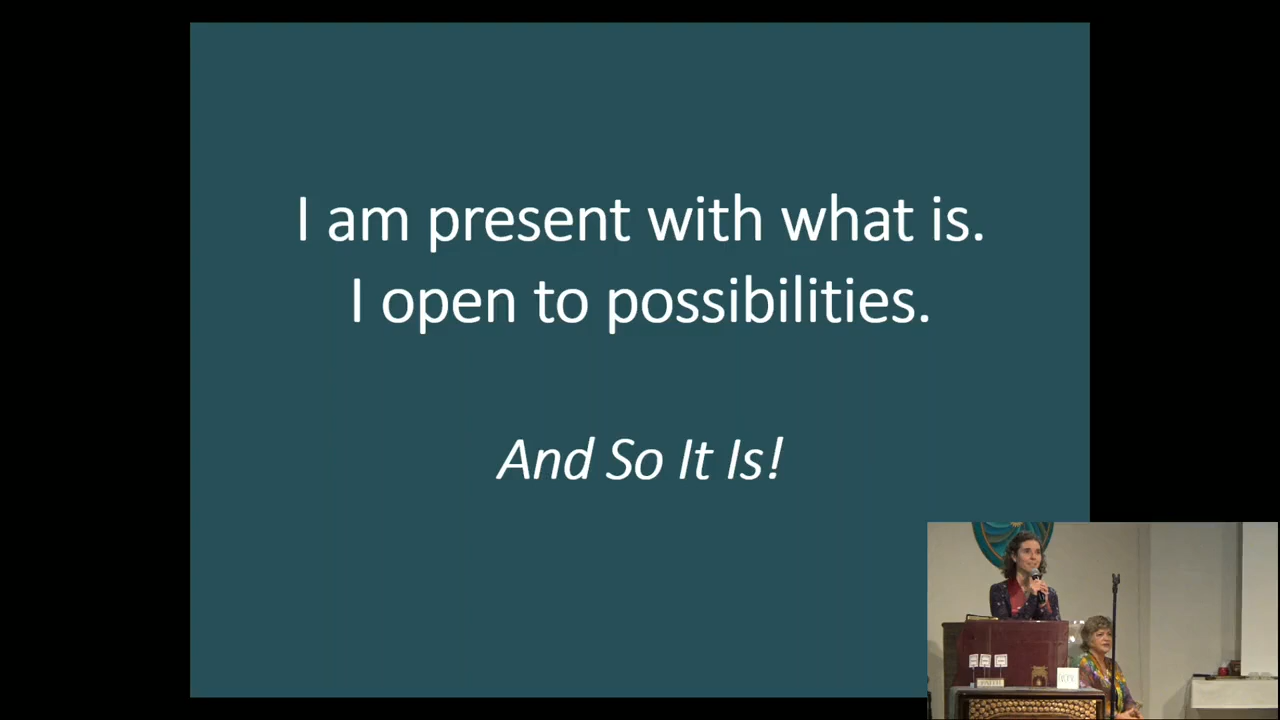 I am present with what is.
I open to possibilities.
And So It Is!